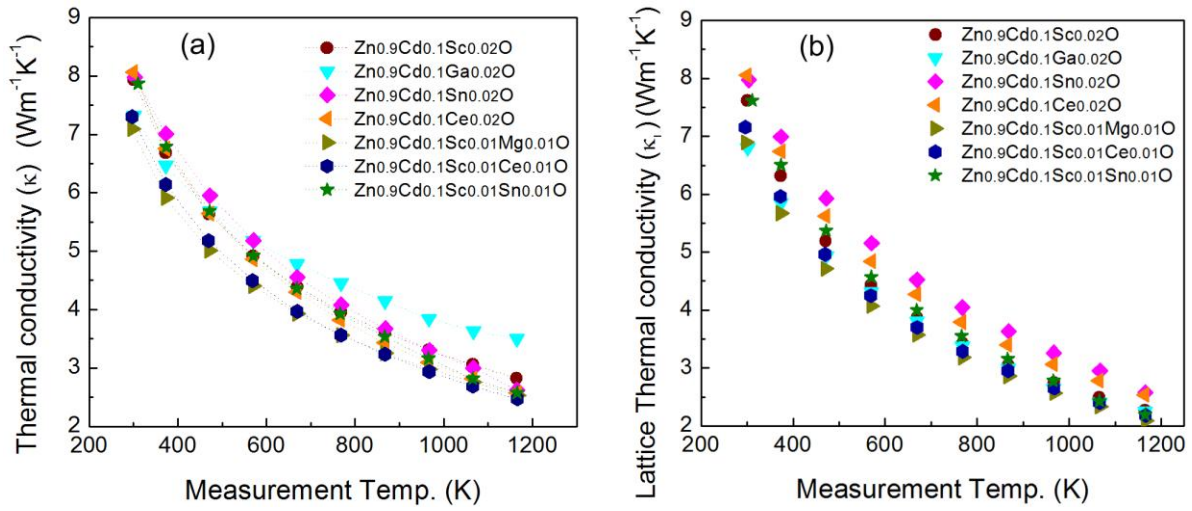 (a)
Thermal conductivity (κ) (Wm⁻¹K⁻¹)
9
8
7
6
5
4
3
2
200 400 600 800 1000 1200
Measurement Temp. (K)
Zn0.9Cd0.1Sc0.02O
Zn0.9Cd0.1Ga0.02O
Zn0.9Cd0.1Sn0.02O
Zn0.9Cd0.1Ce0.02O
Zn0.9Cd0.1Sc0.01Mg0.01O
Zn0.9Cd0.1Sc0.01Ce0.01O
Zn0.9Cd0.1Sc0.01Sn0.01O
(b)
Lattice Thermal conductivity (κL) (Wm⁻¹K⁻¹)
9
8
7
6
5
4
3
2
200 400 600 800 1000 1200
Measurement Temp. (K)
Zn0.9Cd0.1Sc0.02O
Zn0.9Cd0.1Ga0.02O
Zn0.9Cd0.1Sn0.02O
Zn0.9Cd0.1Ce0.02O
Zn0.9Cd0.1Sc0.01Mg0.01O
Zn0.9Cd0.1Sc0.01Ce0.01O
Zn0.9Cd0.1Sc0.01Sn0.01O